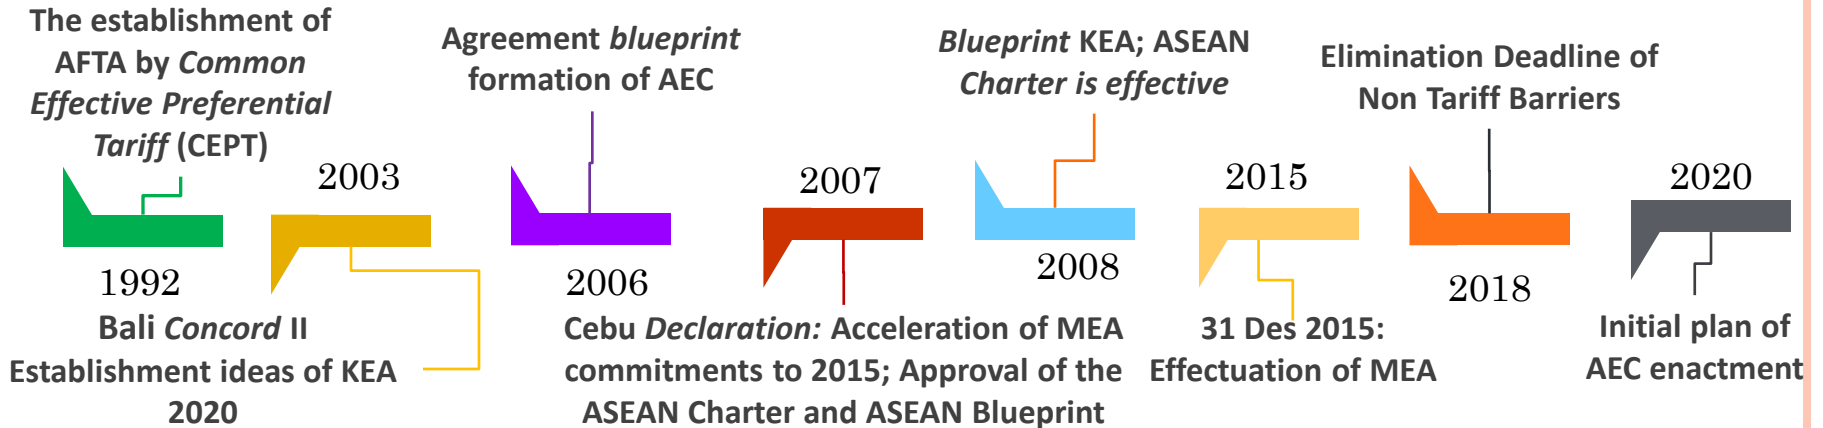 The establishment of
AFTA by Common
Effective Preferential
Tariff (CEPT)
1992
2003
Bali Concord II
Establishment ideas of KEA
2020
Agreement blueprint
formation of AEC
2006
2007
Cebu Declaration: Acceleration of MEA
commitments to 2015; Approval of the
ASEAN Charter and ASEAN Blueprint
Blueprint KEA; ASEAN
Charter is effective
2008
2015
31 Des 2015:
Effectuation of MEA
Elimination Deadline of
Non Tariff Barriers
2018
2020
Initial plan of
AEC enactment